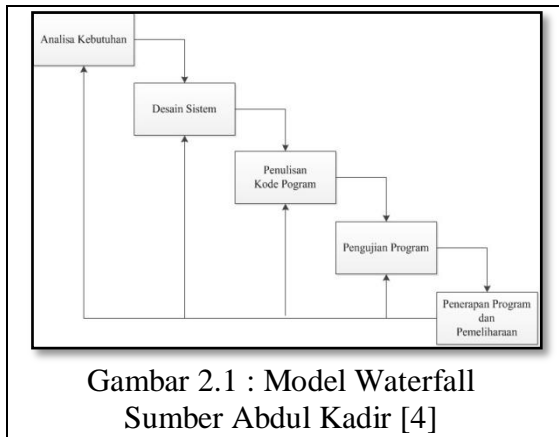 Analisa Kebutuhan
Desain Sistem
Penulisan
Kode Pogram
Pengujian Program
Penerapan Program
dan
Pemeliharaan
Gambar 2.1 : Model Waterfall
Sumber Abdul Kadir [4]